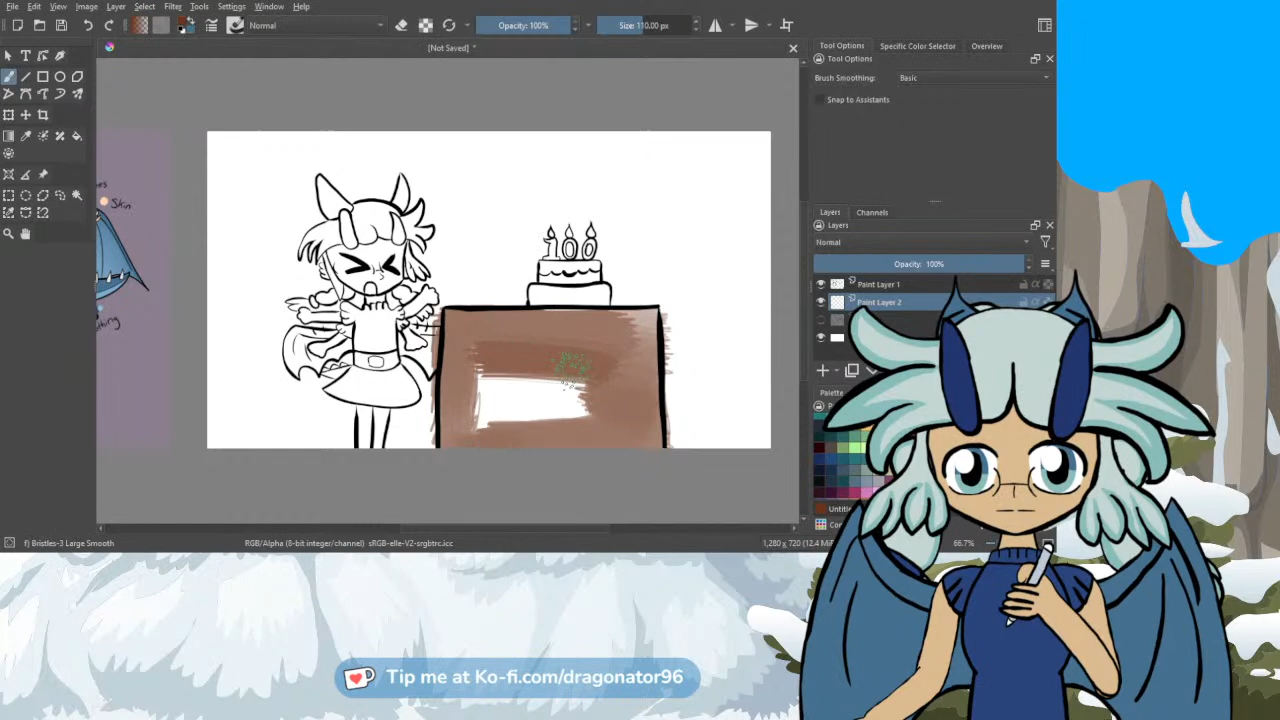 File Edit View Image Layer Select Filter Tools Settings Window Help
Normal
Opacity: 100%
Size: 110.00 px
[Not Saved] *
Tool Options
Specific Color Selector
Overview
Tool Options
Brush Smoothing:
Basic
Snap to Assistants
Skin
100
Layers
Channels
Layers
Normal
Opacity: 100%
Paint Layer 1
Paint Layer 2
f) Bristles-3 Large Smooth
RGB/Alpha (8-bit integer/channel) sRGB-elle-V2-srgbtrc.icc
66.7%
Tip me at Ko-fi.com/dragonator96